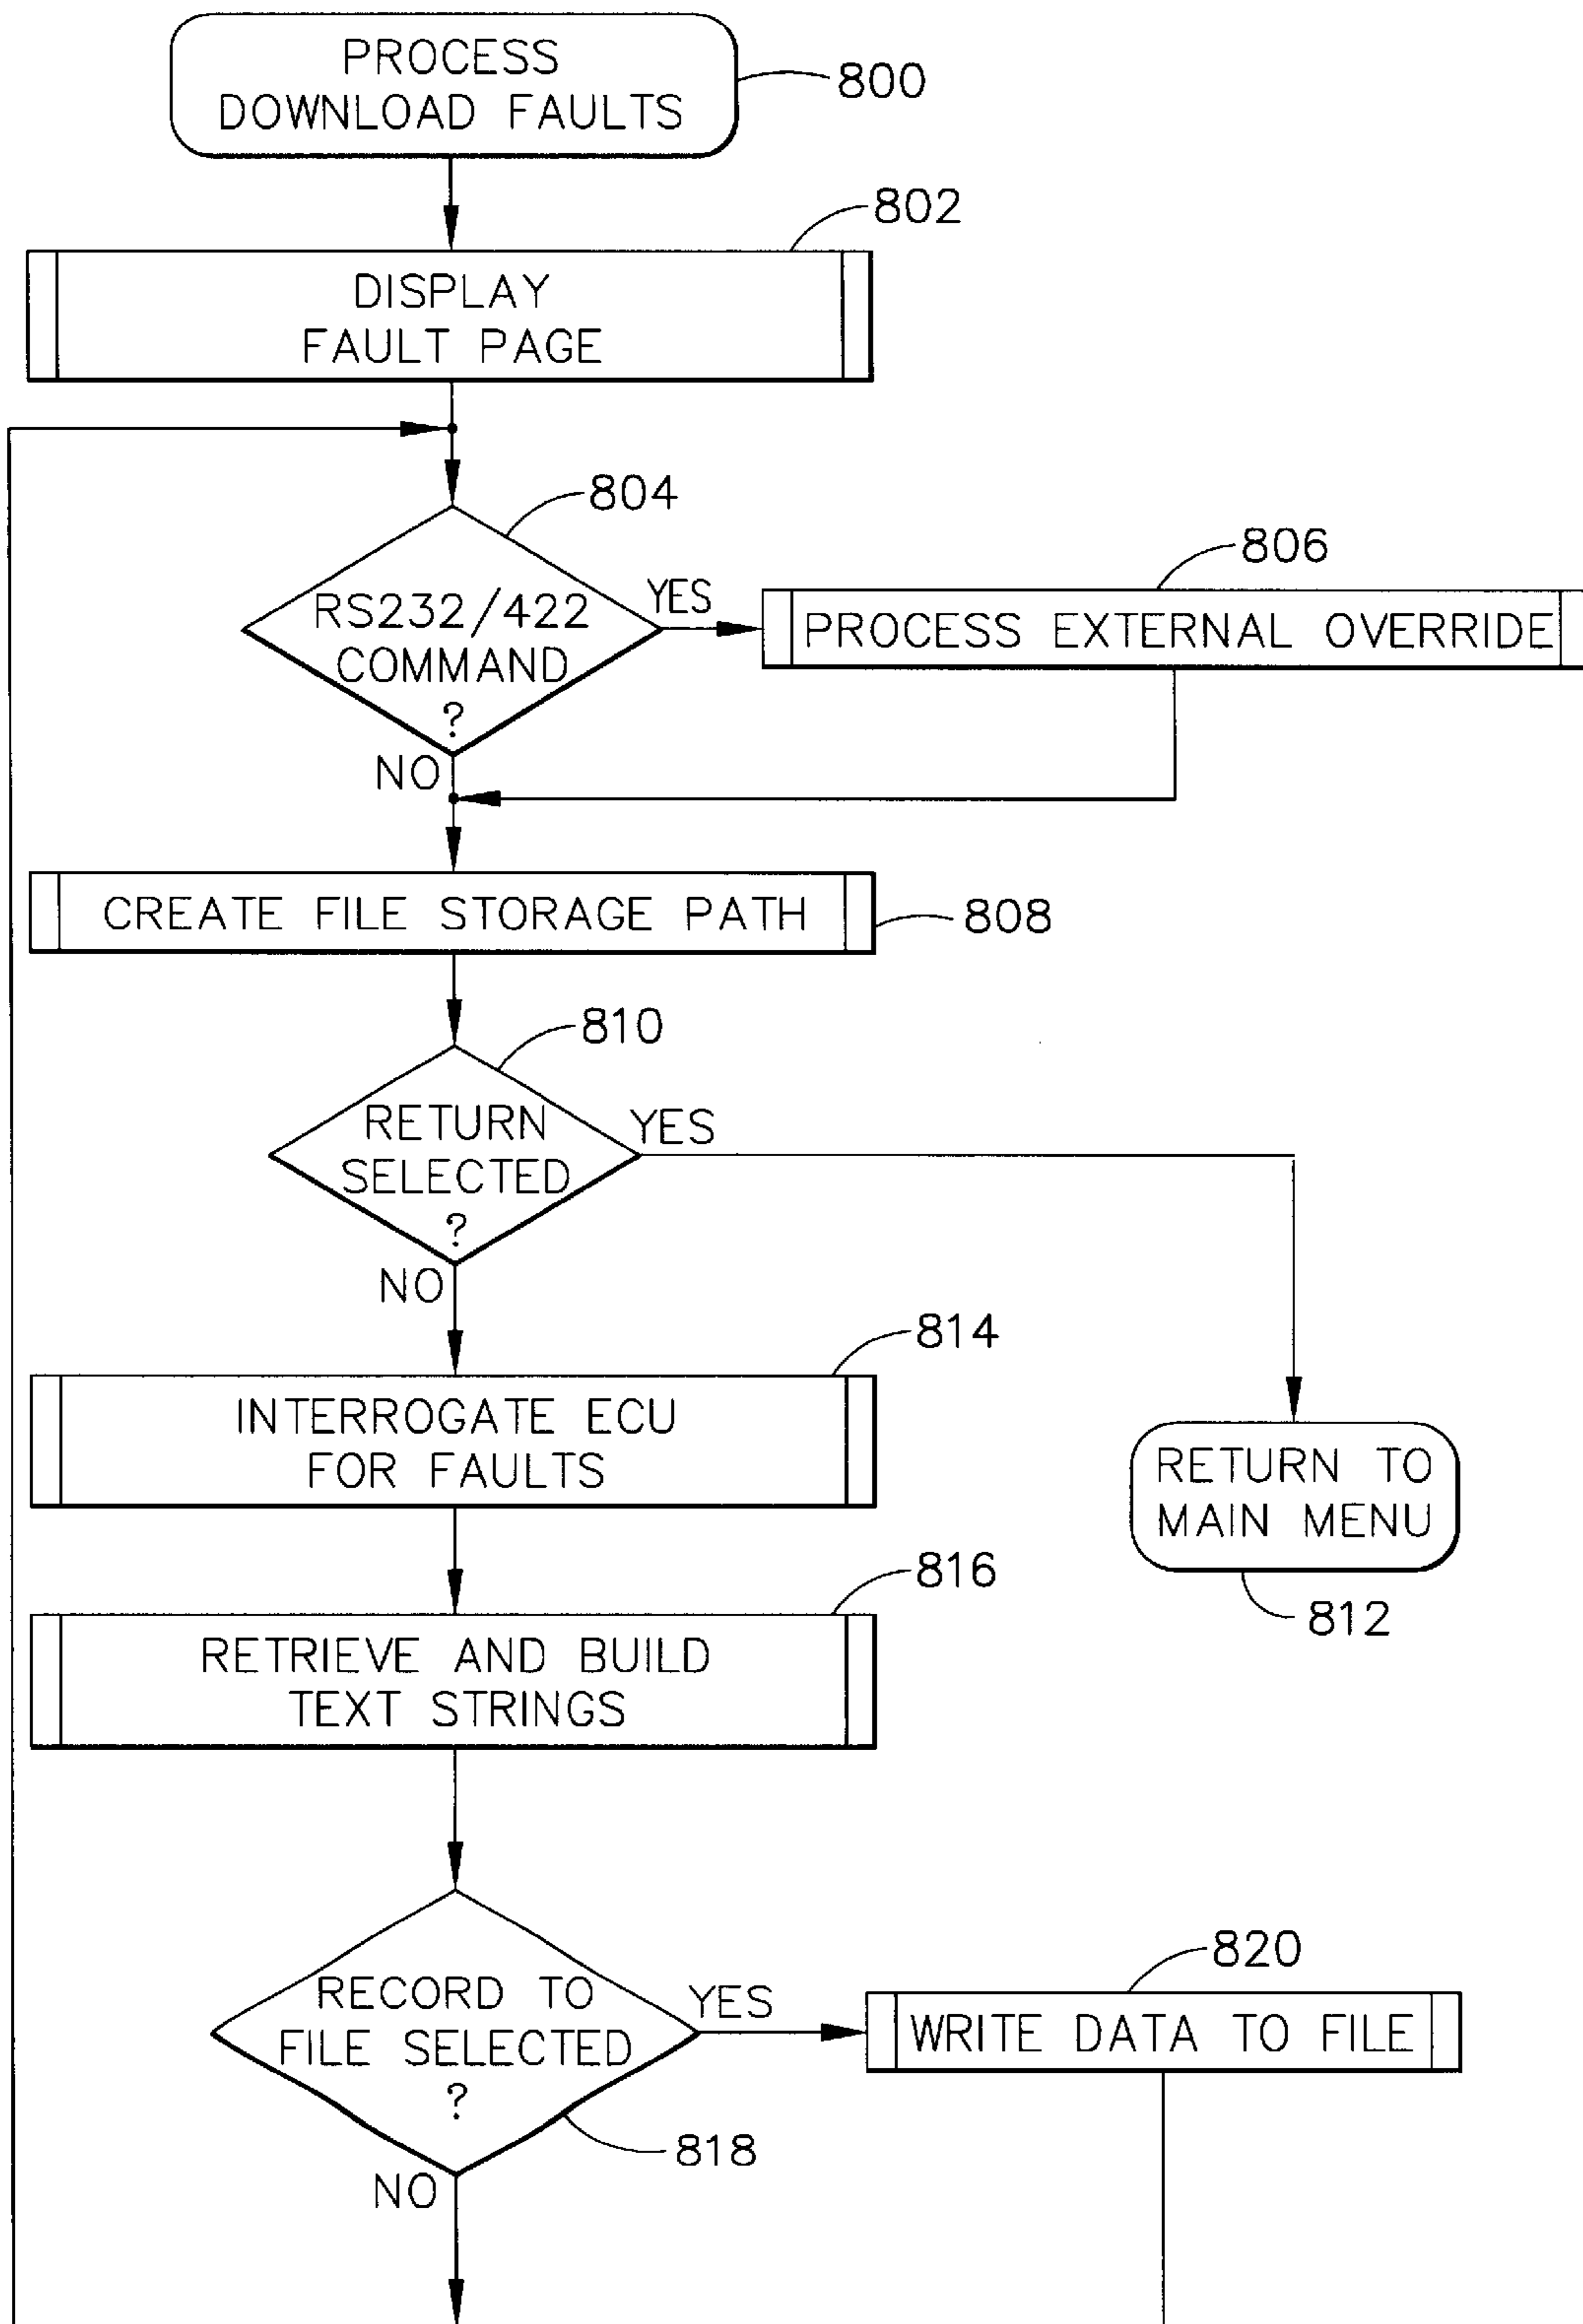 PROCESS
DOWNLOAD FAULTS
800
802
DISPLAY
FAULT PAGE
804
RS232/422
COMMAND
?
YES
NO
806
PROCESS EXTERNAL OVERRIDE
CREATE FILE STORAGE PATH
808
810
RETURN
SELECTED
?
YES
NO
814
INTERROGATE ECU
FOR FAULTS
RETURN TO
MAIN MENU
812
816
RETRIEVE AND BUILD
TEXT STRINGS
RECORD TO
FILE SELECTED
?
YES
820
WRITE DATA TO FILE
818
NO